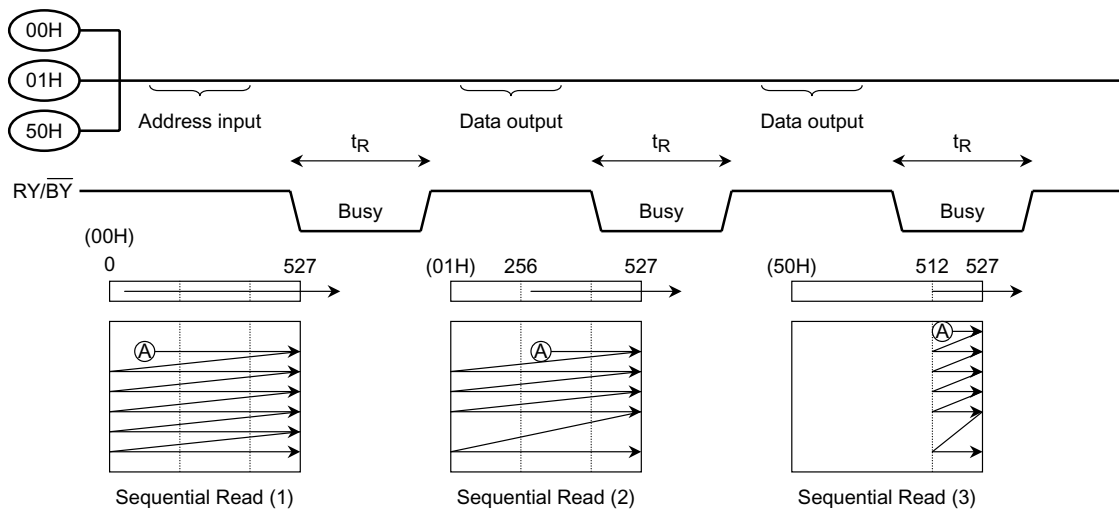 00H
01H
50H
Address input
Data output
Data output
tR
tR
tR
RY/BY
Busy
Busy
Busy
(00H)
0 527
(01H) 256 527
(50H) 512 527
A
A
A
Sequential Read (1)
Sequential Read (2)
Sequential Read (3)